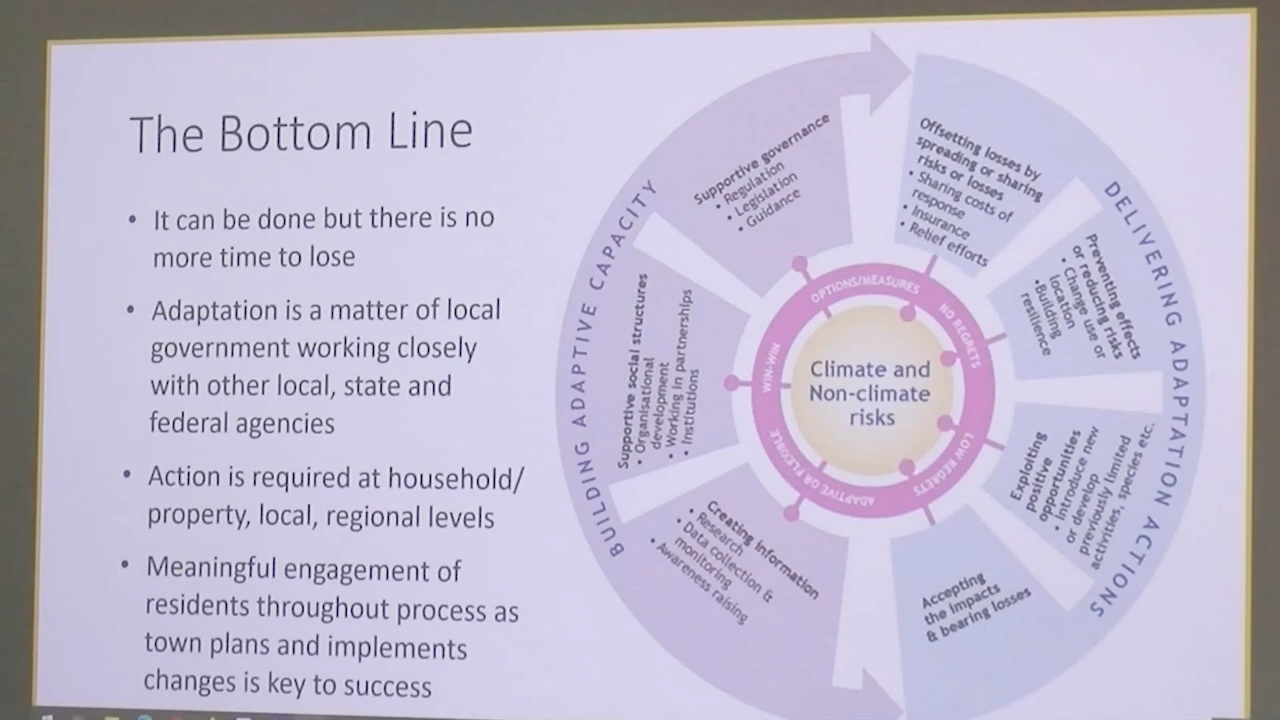 The Bottom Line
• It can be done but there is no
more time to lose
• Adaptation is a matter of local
government working closely
with other local, state and
federal agencies
• Action is required at household/
property, local, regional levels
• Meaningful engagement of
residents throughout process as
town plans and implements
changes is key to success
BUILDING ADAPTIVE CAPACITY
Supportive governance
• Regulation
• Legislation
• Guidance
Supportive social structures
• Organisational
development
• Working in partnerships
• Institutions
Creating information
• Research
• Data collection &
monitoring
• Awareness raising
DELIVERING ADAPTATION ACTIONS
Offsetting losses by
spreading or sharing
risks or losses
• Sharing costs of
response
• Insurance
• Relief efforts
Preventing effects
or reducing risks
• Change use or
location
• Building
resilience
Exploiting
positive
opportunities
• Introduce new
or develop
previously limited
activities, species etc.
Accepting
the impacts
& bearing losses
OPTIONS/MEASURES
NO REGRETS
LOW REGRETS
ADAPTIVE OR FLEXIBLE
WIN-WIN
Climate and
Non-climate
risks